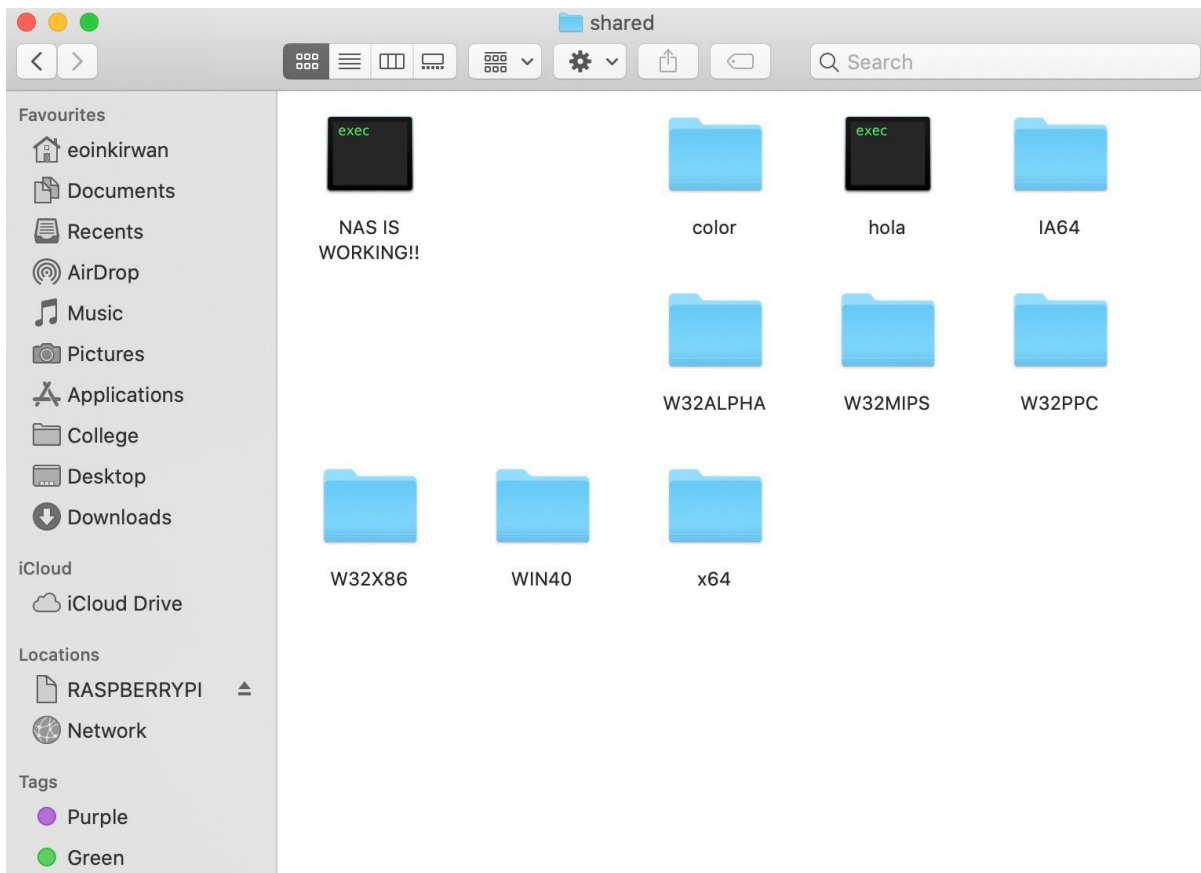 shared
Search
Favourites
eoinkirwan
Documents
Recents
AirDrop
Music
Pictures
Applications
College
Desktop
Downloads
iCloud
iCloud Drive
Locations
RASPBERRYPI
Network
Tags
Purple
Green
exec
exec
NAS IS
WORKING!!
color
hola
IA64
W32ALPHA
W32MIPS
W32PPC
W32X86
WIN40
x64